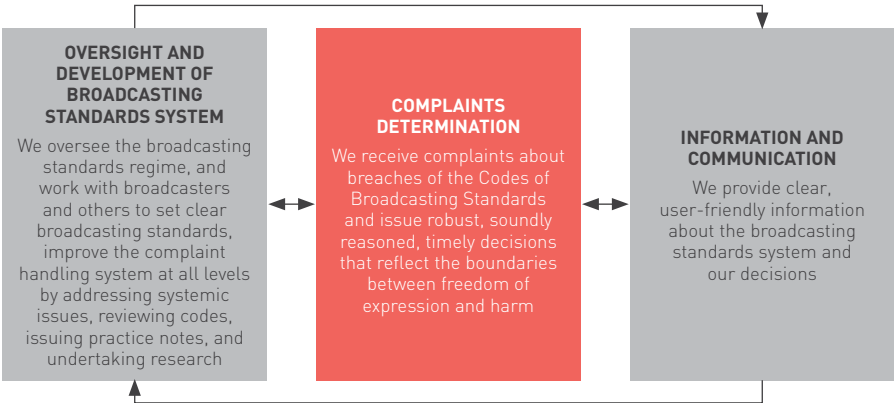 OVERSIGHT AND
DEVELOPMENT OF
BROADCASTING
STANDARDS SYSTEM
We oversee the broadcasting
standards regime, and
work with broadcasters
and others to set clear
broadcasting standards,
improve the complaint
handling system at all levels
by addressing systemic
issues, reviewing codes,
issuing practice notes, and
undertaking research
COMPLAINTS
DETERMINATION
We receive complaints about
breaches of the Codes of
Broadcasting Standards
and issue robust, soundly
reasoned, timely decisions
that reflect the boundaries
between freedom of
expression and harm
INFORMATION AND
COMMUNICATION
We provide clear,
user-friendly information
about the broadcasting
standards system and
our decisions